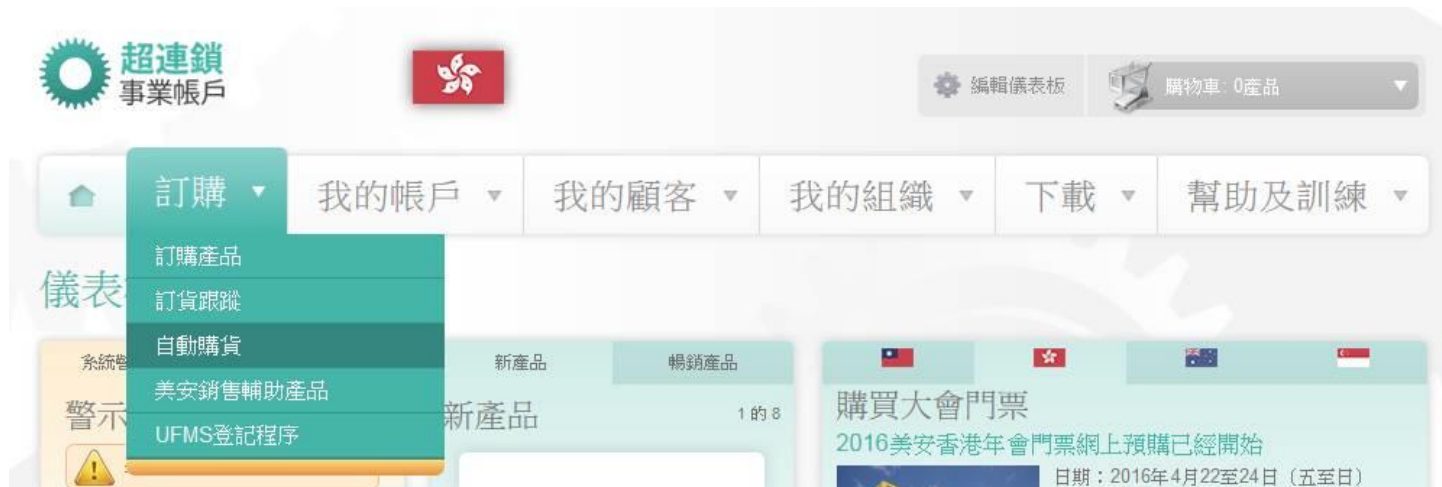 超連鎖
事業帳戶
編輯儀表板
購物車: 0產品
訂購
我的帳戶
我的顧客
我的組織
下載
幫助及訓練
訂購產品
儀表
訂貨跟蹤
自動購貨
系統警
新產品
暢銷產品
美安銷售輔助產品
警示
新產品
1 的 8
購買大會門票
UFMS登記程序
2016美安香港年會門票網上預購已經開始
日期：2016年4月22至24日（五至日）